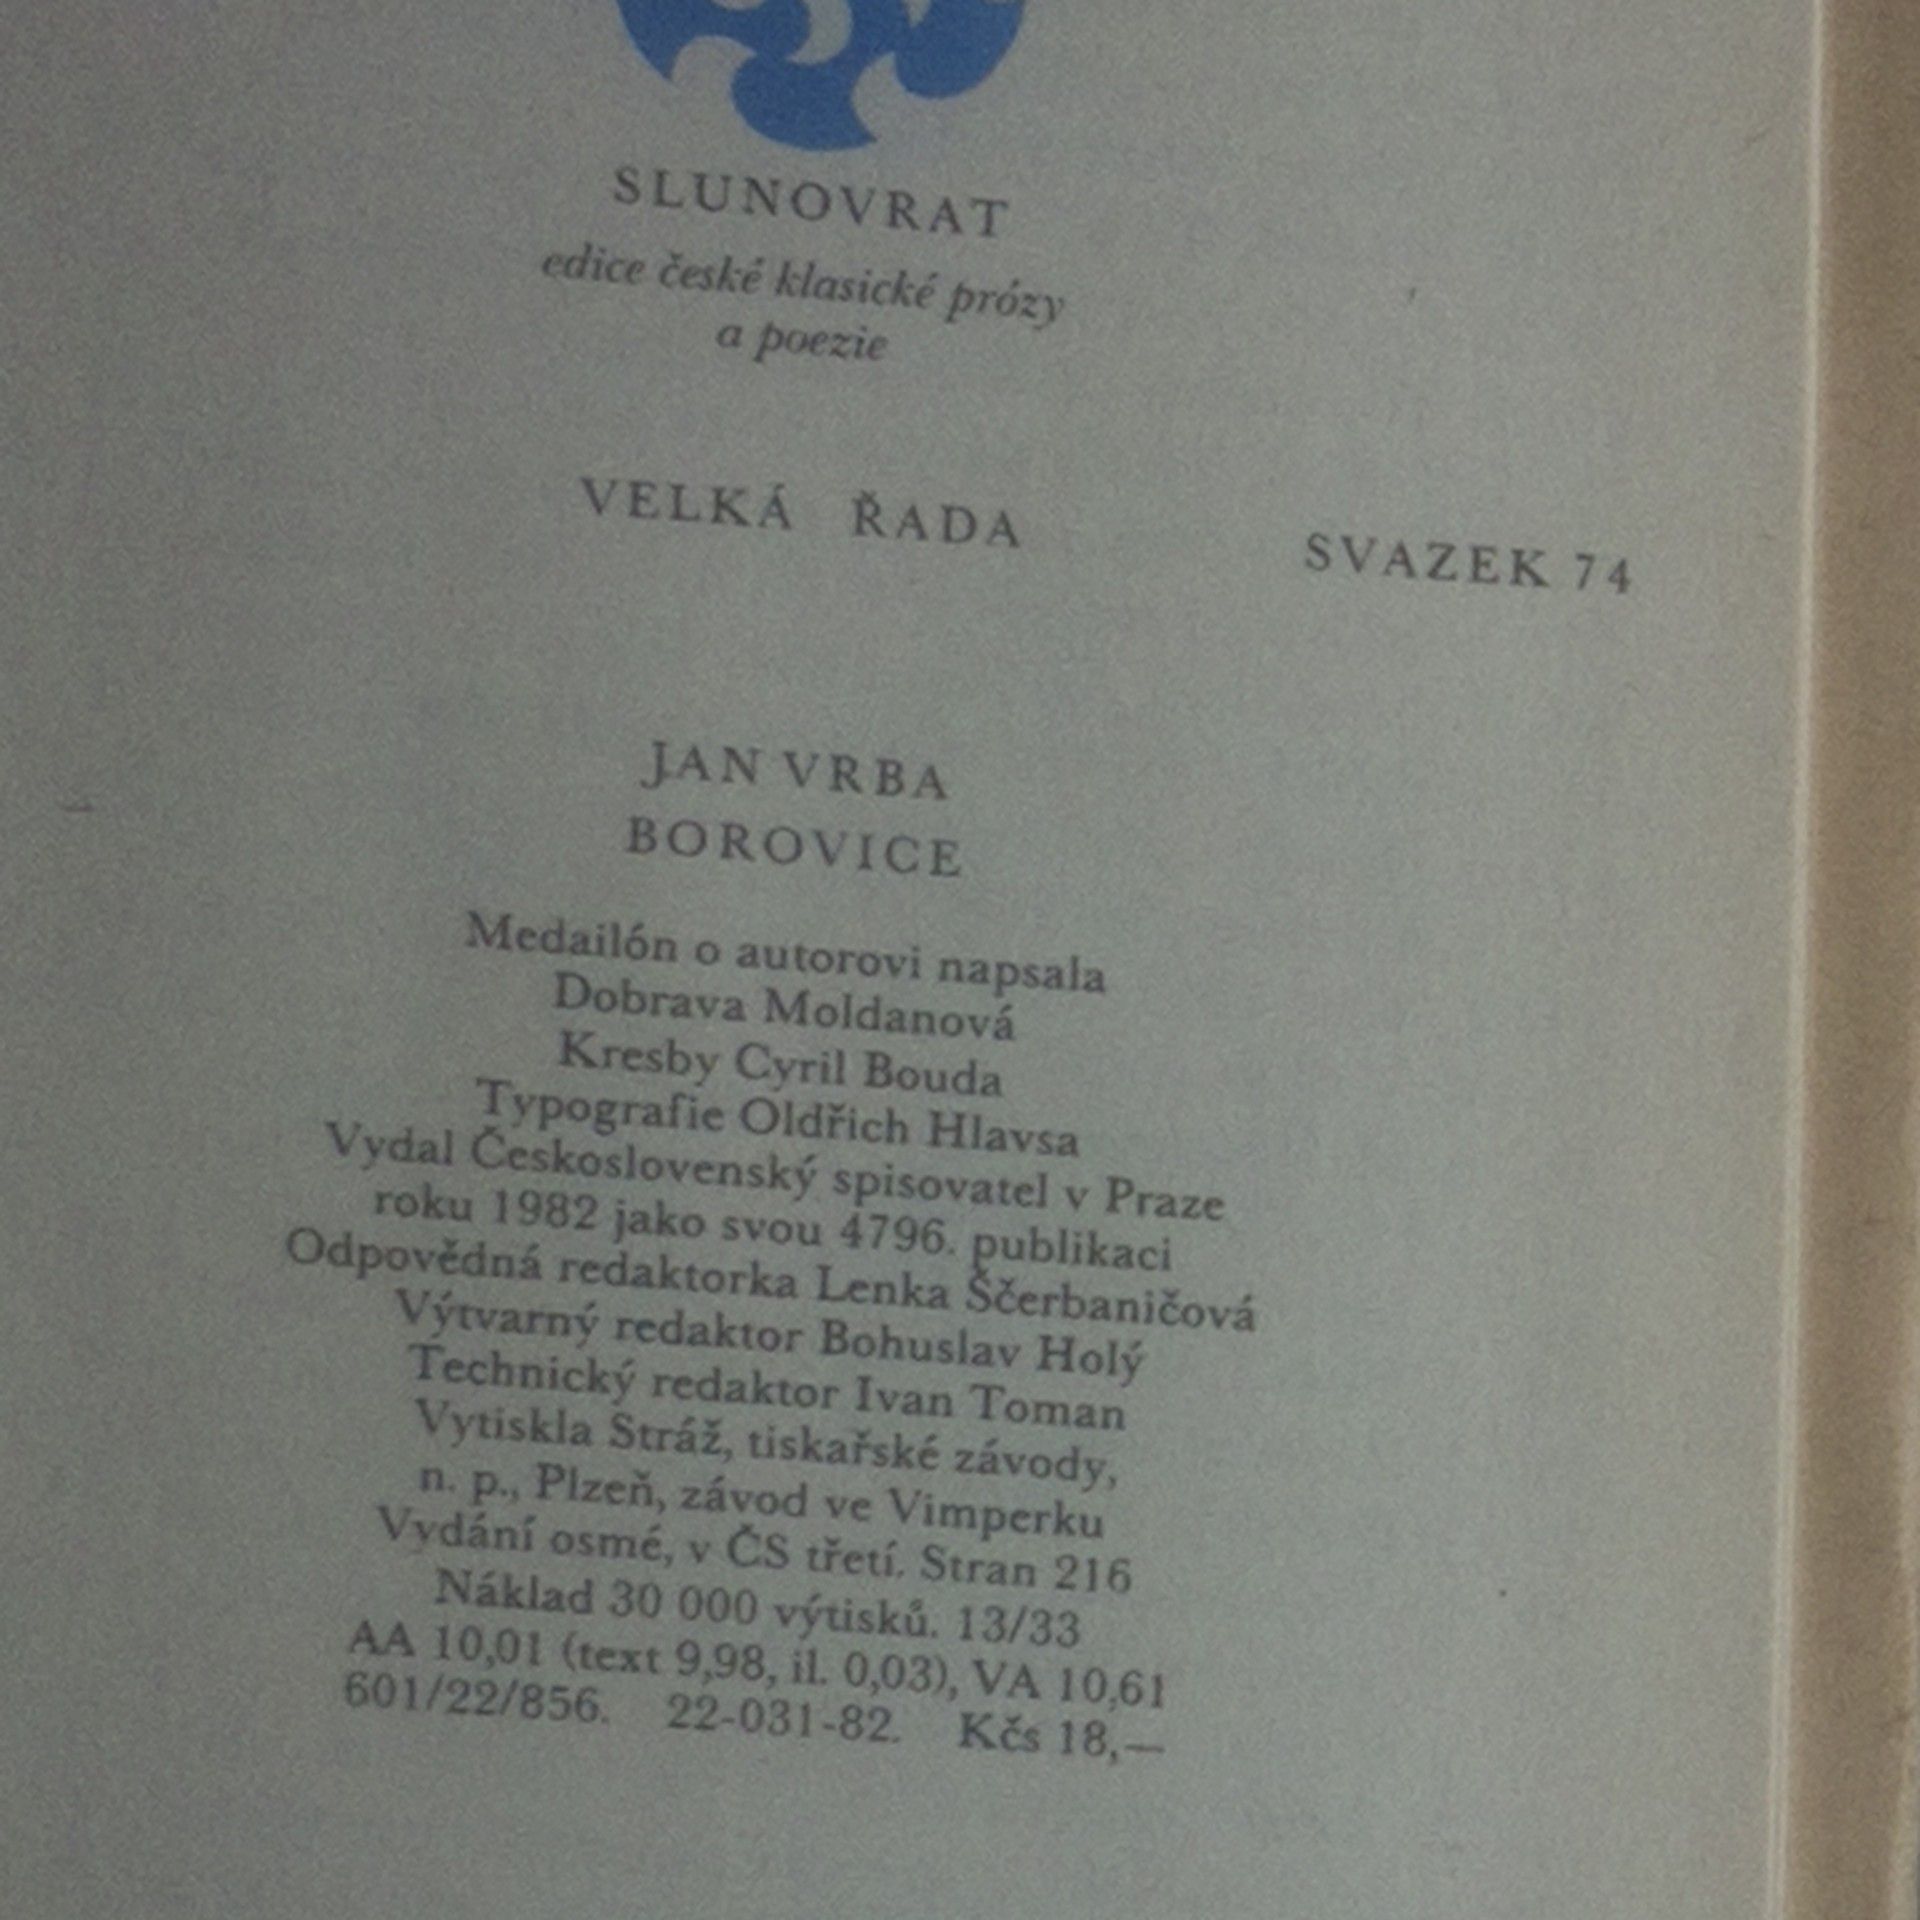 SLUNOVRAT
edice české klasické prózy
a poezie
VELKÁ ŘADA SVAZEK 74
JAN VRBA
BOROVICE
Medailón o autorovi napsala
Dobrava Moldanová
Kresby Cyril Bouda
Typografie Oldřich Hlavsa
Vydal Československý spisovatel v Praze
roku 1982 jako svou 4796. publikaci
Odpovědná redaktorka Lenka Ščerbaničová
Výtvarný redaktor Bohuslav Holý
Technický redaktor Ivan Toman
Vytiskla Stráž, tiskařské závody,
n. p., Plzeň, závod ve Vimperku
Vydání osmé, v ČS třetí. Stran 216
Náklad 30 000 výtisků. 13/33
AA 10,01 (text 9,98, il. 0,03), VA 10,61
601/22/856. 22-031-82. Kčs 18,—